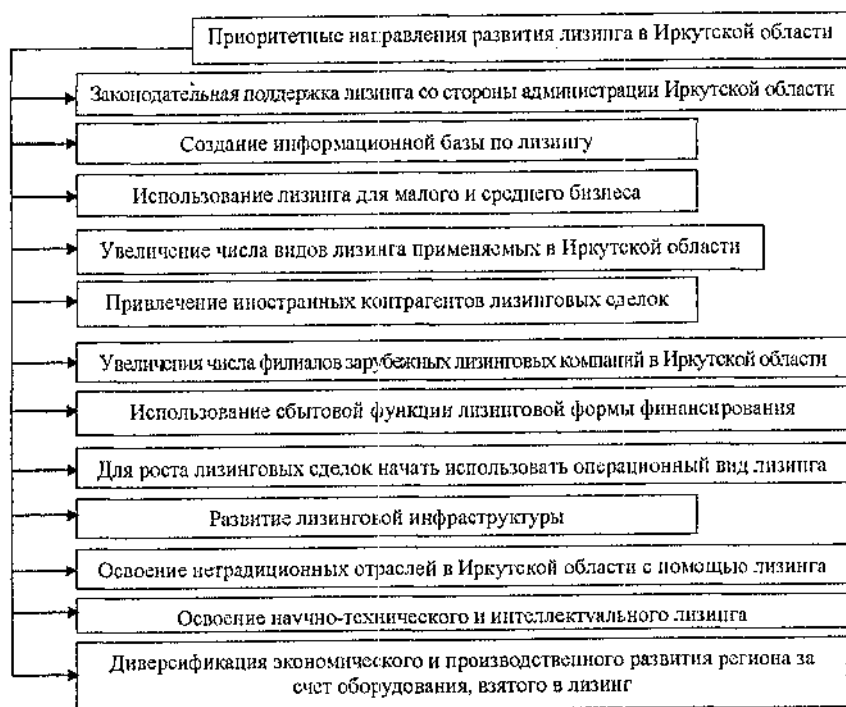 Приоритетные направления развития лизинга в Иркутской области
Законодательная поддержка лизинга со стороны администрации Иркутской области
Создание информационной базы по лизингу
Использование лизинга для малого и среднего бизнеса
Увеличение числа видов лизинга применяемых в Иркутской области
Привлечение иностранных контрагентов лизинговых сделок
Увеличения числа филиалов зарубежных лизинговых компаний в Иркутской области
Использование сбытовой функции лизинговой формы финансирования
Для роста лизинговых сделок начать использовать операционный вид лизинга
Развитие лизинговой инфраструктуры
Освоение нетрадиционных отраслей в Иркутской области с помощью лизинга
Освоение научно-технического и интеллектуального лизинга
Диверсификация экономического и производственного развития региона за
счет оборудования, взятого в лизинг